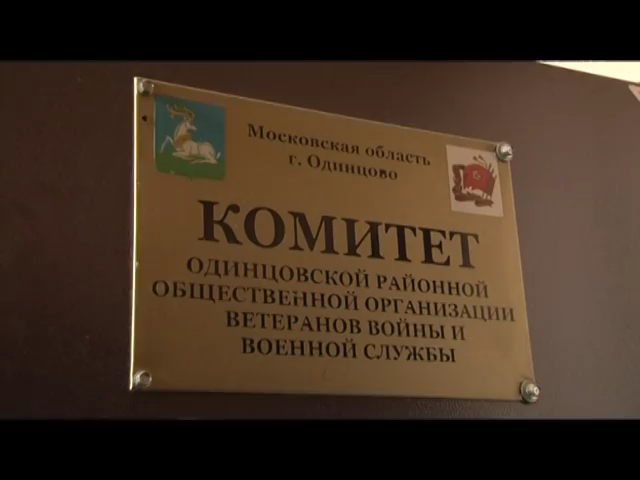 Московская область
г. Одинцово
КОМИТЕТ
ОДИНЦОВСКОЙ РАЙОННОЙ
ОБЩЕСТВЕННОЙ ОРГАНИЗАЦИИ
ВЕТЕРАНОВ ВОЙНЫ И
ВОЕННОЙ СЛУЖБЫ